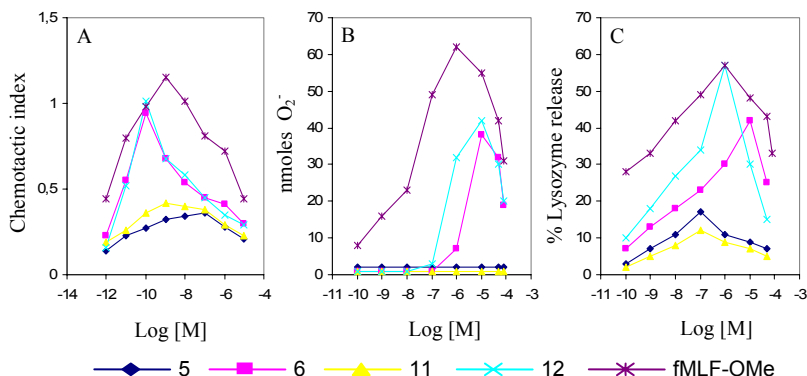 A
Chemotactic index
1,5
1
0,5
0
-14 -12 -10 -8 -6 -4
Log [M]
B
nmoles O₂⁻
70
60
50
40
30
20
10
0
-11 -10 -9 -8 -7 -6 -5 -4 -3
Log [M]
C
% Lysozyme release
70
60
50
40
30
20
10
0
-11 -10 -9 -8 -7 -6 -5 -4 -3
Log [M]
5 6 11 12 fMLF-OMe